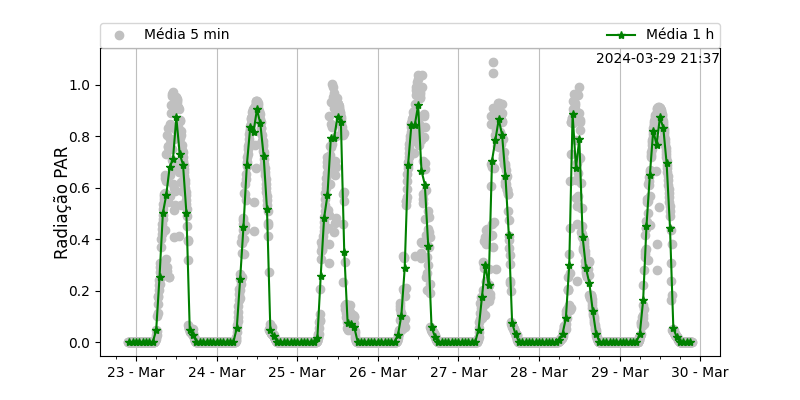 Média 5 min
Média 1 h
2024-03-29 21:37
Radiação PAR
1.0
0.8
0.6
0.4
0.2
0.0
23 - Mar
24 - Mar
25 - Mar
26 - Mar
27 - Mar
28 - Mar
29 - Mar
30 - Mar